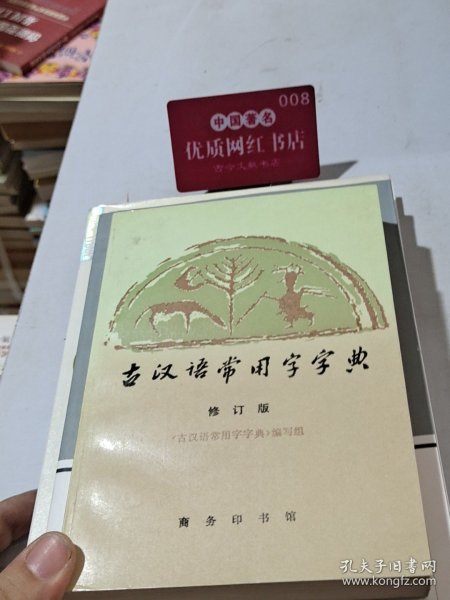 008
中国著名
优质网红书店
古今文献书店
古汉语常用字字典
修订版
《古汉语常用字字典》编写组
商务印书馆
孔夫子旧书网
www.kongfz.com